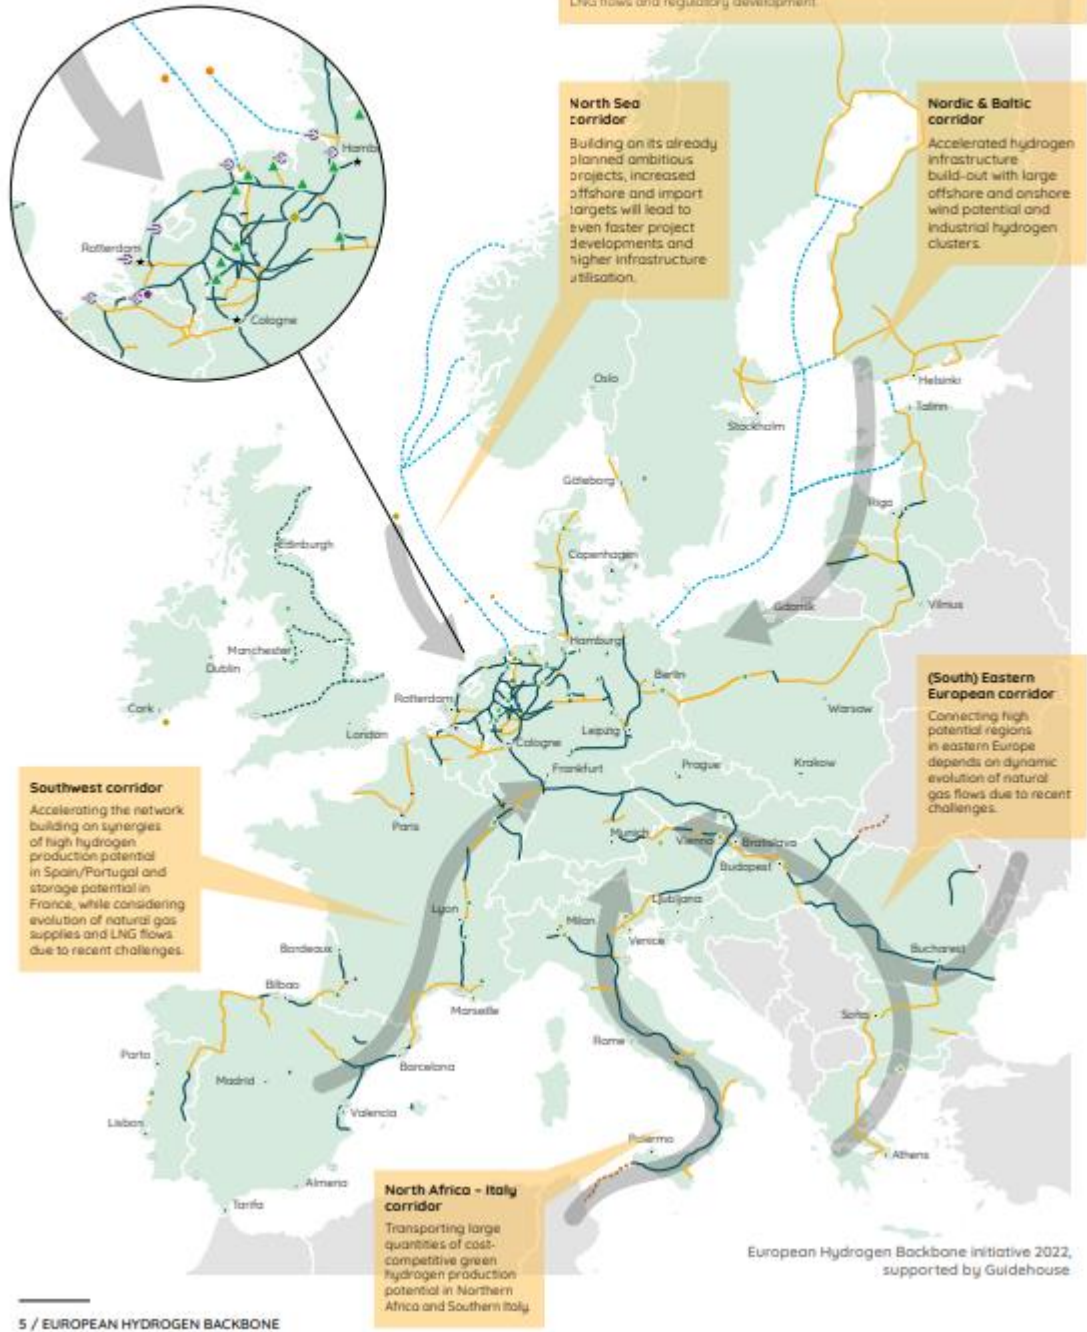 LNG flows and regulatory development.
North Sea
corridor
Building on its already
planned ambitious
projects, increased
offshore and import
targets will lead to
even faster project
developments and
higher infrastructure
utilisation.
Nordic & Baltic
corridor
Accelerated hydrogen
infrastructure
build-out with large
offshore and onshore
wind potential and
industrial hydrogen
clusters.
Hamb
Rotterdam
Cologne
Oslo
Helsinki
Talinn
Stockholm
Göteborg
Riga
Edinburgh
Copenhagen
Gdansk
Vilnius
Hamburg
Manchester
Dublin
Berlin
Rotterdam
Cork
Warsaw
London
Leipzig
Cologne
Frankfurt
Prague
Krakow
(South) Eastern
European corridor
Connecting high
potential regions
in eastern Europe
depends on dynamic
evolution of natural
gas flows due to recent
challenges.
Southwest corridor
Accelerating the network
building on synergies
of high hydrogen
production potential
in Spain/Portugal and
storage potential in
France, while considering
evolution of natural gas
supplies and LNG flows
due to recent challenges.
Paris
Munich
Vienna
Bratislava
Budapest
Ljubljana
Lyon
Milan
Venice
Bordeaux
Bucharest
Bilbao
Marseille
Sofia
Rome
Porto
Barcelona
Madrid
Valencia
Lisbon
Palermo
Athens
Almeria
Tarifa
North Africa – Italy
corridor
Transporting large
quantities of cost-
competitive green
hydrogen production
potential in Northern
Africa and Southern Italy.
European Hydrogen Backbone initiative 2022,
supported by Guidehouse
5 / EUROPEAN HYDROGEN BACKBONE